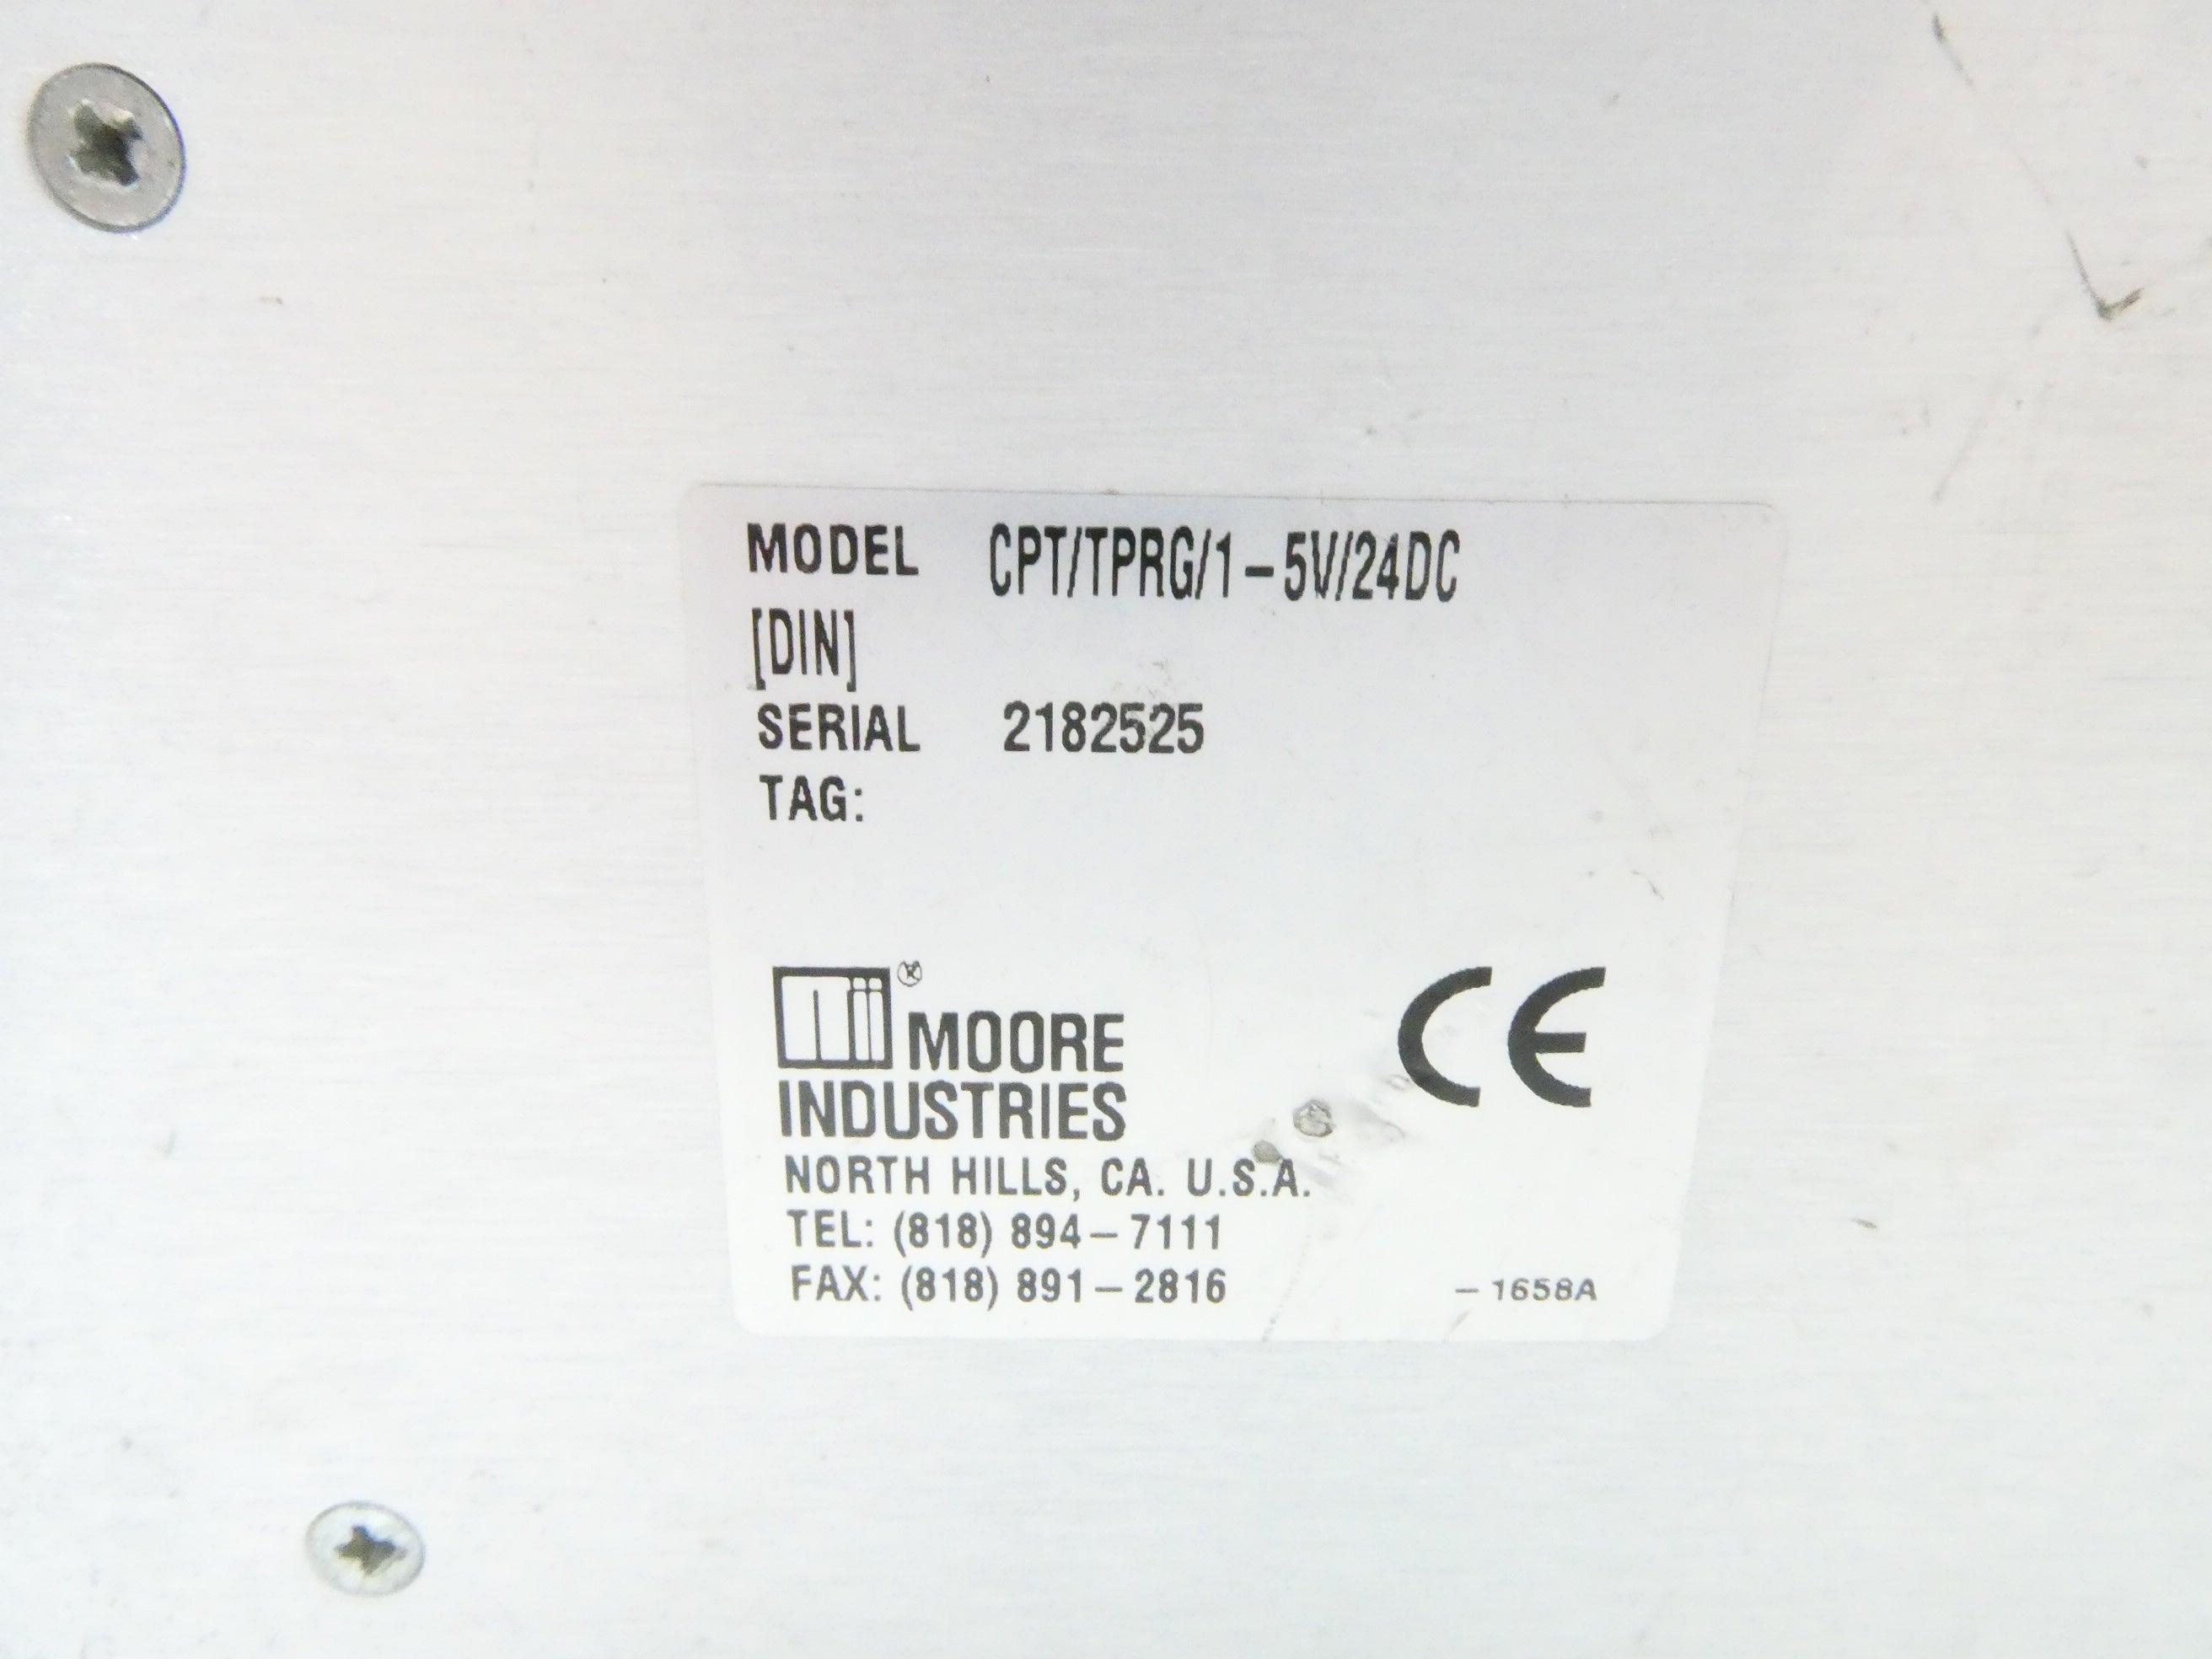 MODEL CPT/TPRG/1-5V/24DC
[DIN]
SERIAL 2182525
TAG:
mii® MOORE
INDUSTRIES
CE
NORTH HILLS, CA. U.S.A.
TEL: (818) 894-7111
FAX: (818) 891-2816
-1658A